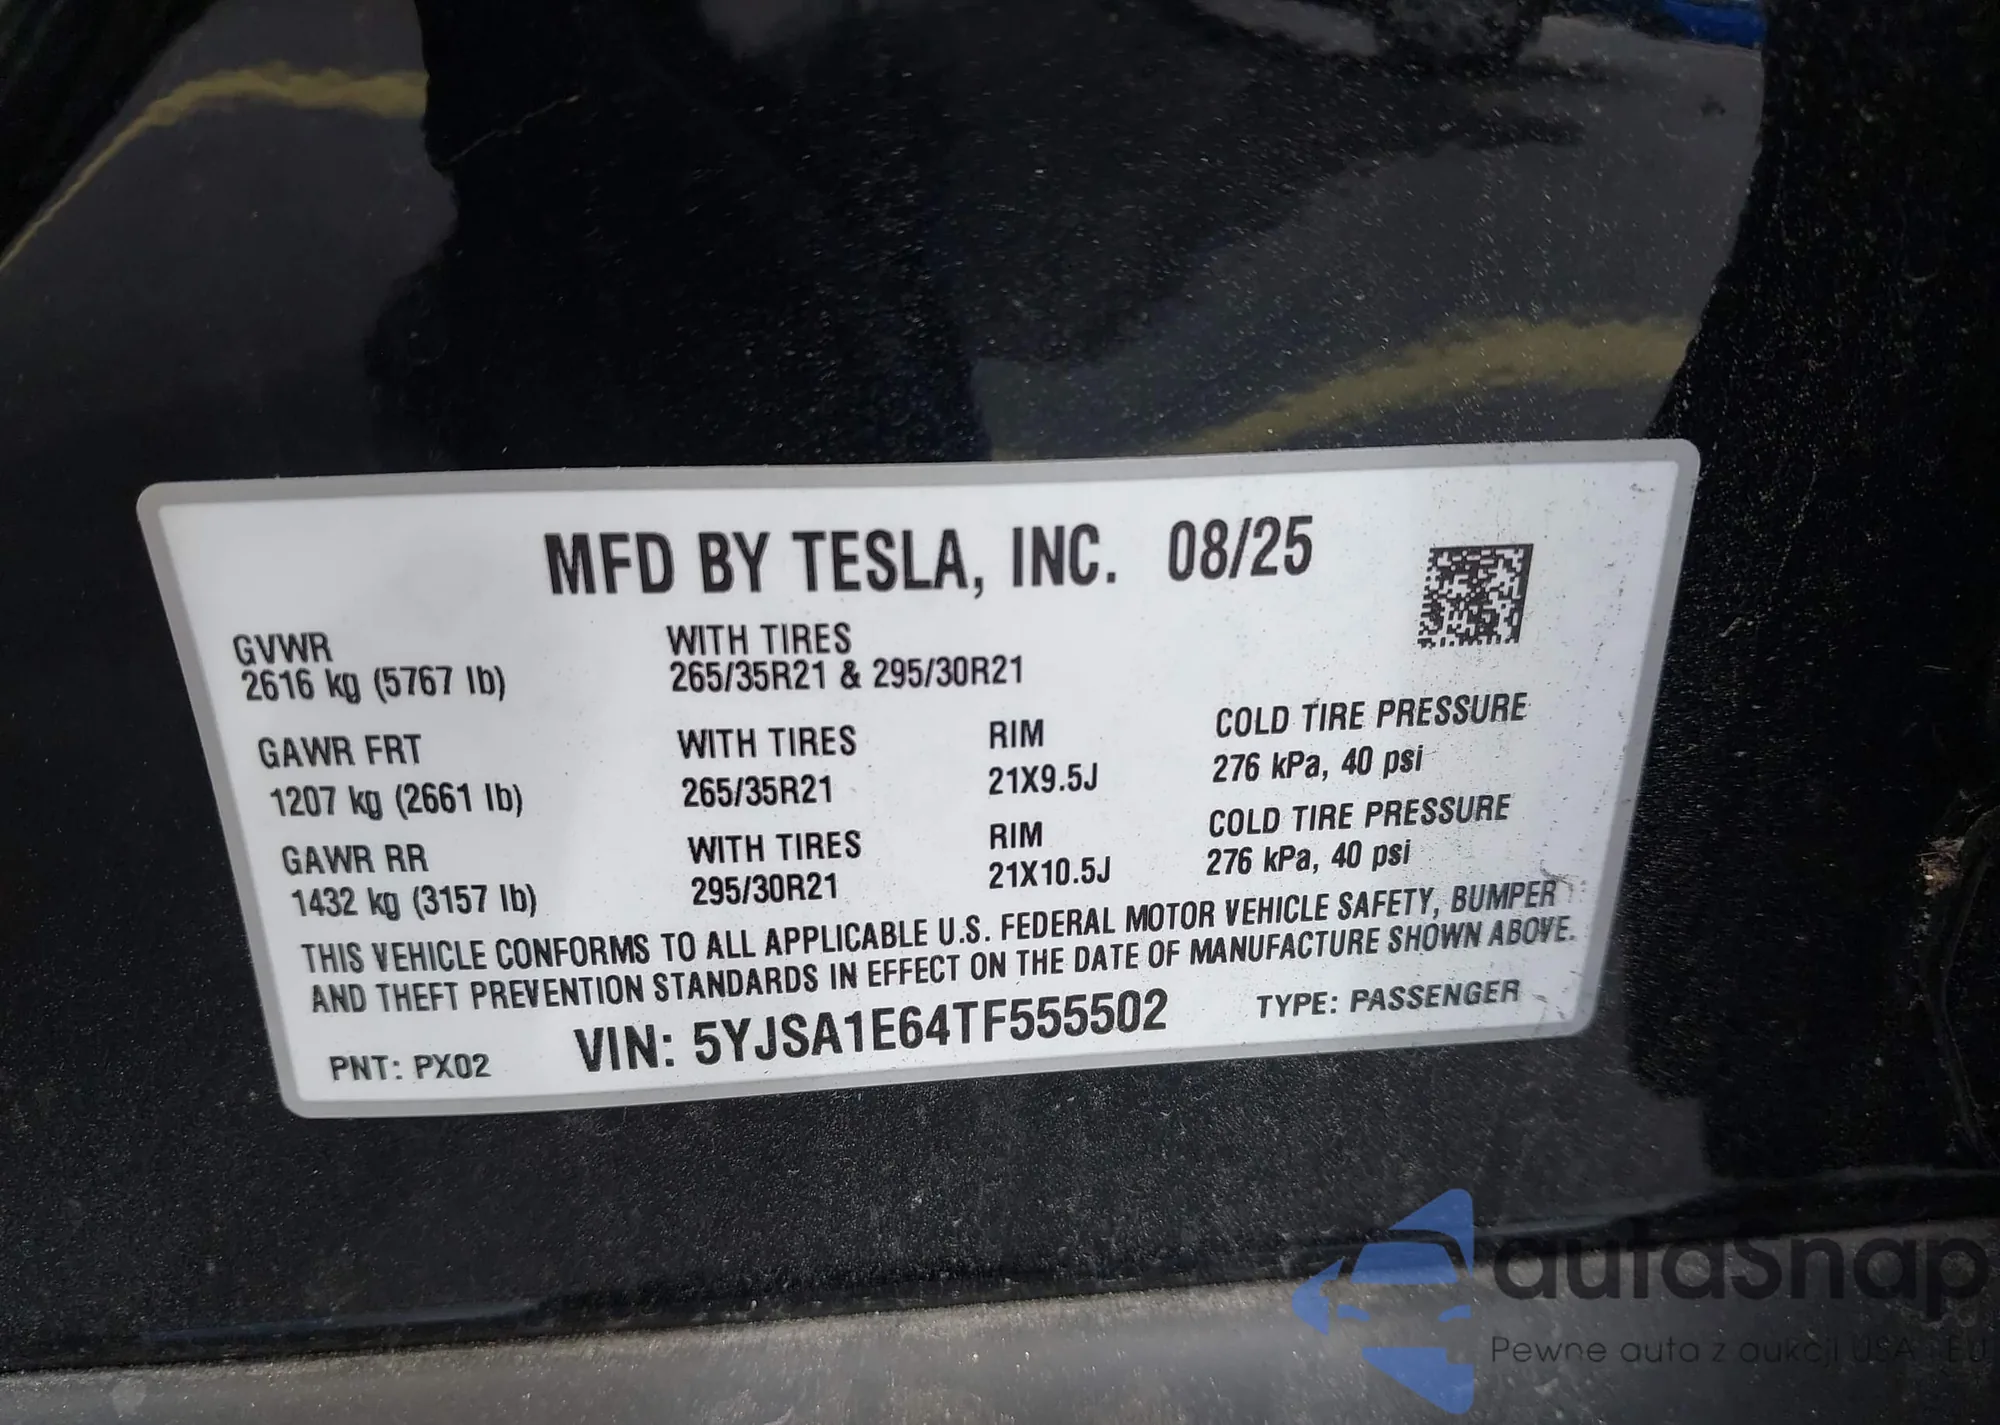 MFD BY TESLA, INC. 08/25
GVWR
2616 kg (5767 lb)
WITH TIRES
265/35R21 & 295/30R21
GAWR FRT
1207 kg (2661 lb)
WITH TIRES
265/35R21
RIM
21X9.5J
COLD TIRE PRESSURE
276 kPa, 40 psi
GAWR RR
1432 kg (3157 lb)
WITH TIRES
295/30R21
RIM
21X10.5J
COLD TIRE PRESSURE
276 kPa, 40 psi
THIS VEHICLE CONFORMS TO ALL APPLICABLE U.S. FEDERAL MOTOR VEHICLE SAFETY, BUMPER
AND THEFT PREVENTION STANDARDS IN EFFECT ON THE DATE OF MANUFACTURE SHOWN ABOVE.
PNT: PX02
VIN: 5YJSA1E64TF555502
TYPE: PASSENGER
autasnap
Pewne auta z aukcji USA i EU